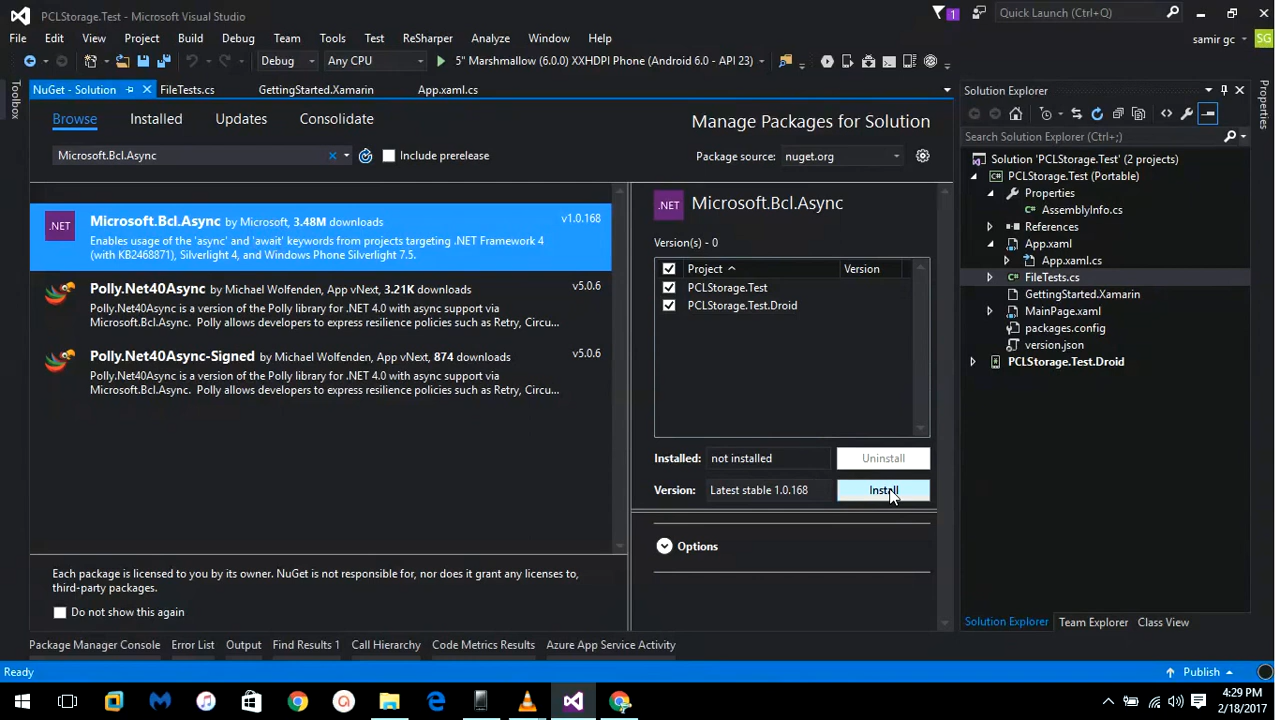 PCLStorage.Test - Microsoft Visual Studio
1
Quick Launch (Ctrl+;)
File Edit View Project Build Debug Team Tools Test ReSharper Analyze Window Help
samir gc SG
Debug Any CPU 5" Marshmallow (6.0.0) XXHDPI Phone (Android 6.0 - API 23)
Toolbox
NuGet - Solution FileTests.cs GettingStarted.Xamarin App.xaml.cs
Browse Installed Updates Consolidate
Manage Packages for Solution
Microsoft.Bcl.Async
Include prerelease
Package source: nuget.org
Microsoft.Bcl.Async by Microsoft, 3.48M downloads v1.0.168
Enables usage of the 'async' and 'await' keywords from projects targeting .NET Framework 4
(with KB2468871), Silverlight 4, and Windows Phone Silverlight 7.5.
.NET
Polly.Net40Async by Michael Wolfenden, App vNext, 3.21K downloads v5.0.6
Polly.Net40Async is a version of the Polly library for .NET 4.0 with async support via
Microsoft.Bcl.Async. Polly allows developers to express resilience policies such as Retry, Circu...
Polly.Net40Async-Signed by Michael Wolfenden, App vNext, 874 downloads v5.0.6
Polly.Net40Async is a version of the Polly library for .NET 4.0 with async support via
Microsoft.Bcl.Async. Polly allows developers to express resilience policies such as Retry, Circu...
Each package is licensed to you by its owner. NuGet is not responsible for, nor does it grant any licenses to,
third-party packages.
Do not show this again
.NET
Microsoft.Bcl.Async
Version(s) - 0
Project Version
PCLStorage.Test
PCLStorage.Test.Droid
Installed: not installed Uninstall
Version: Latest stable 1.0.168 Install
Options
Solution Explorer
Search Solution Explorer (Ctrl+;)
Solution 'PCLStorage.Test' (2 projects)
PCLStorage.Test (Portable)
Properties
AssemblyInfo.cs
References
App.xaml
App.xaml.cs
FileTests.cs
GettingStarted.Xamarin
MainPage.xaml
packages.config
version.json
PCLStorage.Test.Droid
Solution Explorer Team Explorer Class View
Properties
Package Manager Console Error List Output Find Results 1 Call Hierarchy Code Metrics Results Azure App Service Activity
Ready
Publish
4:29 PM
2/18/2017